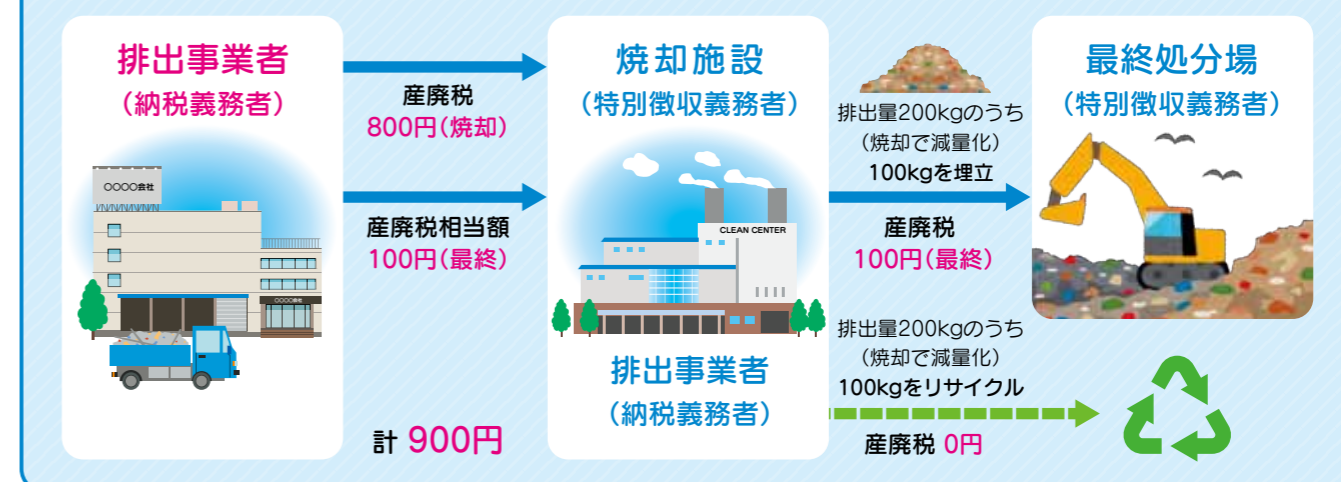 排出事業者
(納税義務者)
〇〇〇〇会社
〇〇〇〇会社
産廃税
800円(焼却)
産廃税相当額
100円(最終)
計 900円
焼却施設
(特別徴収義務者)
CLEAN CENTER
排出事業者
(納税義務者)
排出量200kgのうち
(焼却で減量化)
100kgを埋立
産廃税
100円(最終)
排出量200kgのうち
(焼却で減量化)
100kgをリサイクル
産廃税 0円
最終処分場
(特別徴収義務者)